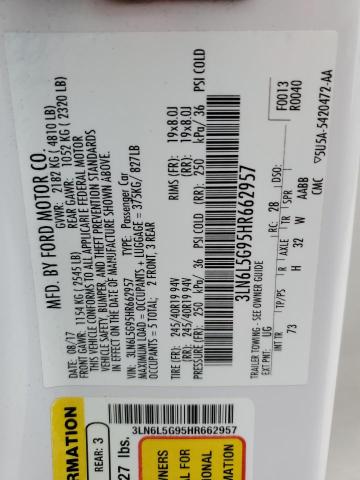 MFD. BY FORD MOTOR CO.
08/17
GVWR: 2182 KG ( 4810 LB)
FRONT GAWR: 1154 KG ( 2545 LB)
REAR GAWR: 1052 KG ( 2320 LB)
THIS VEHICLE CONFORMS TO ALL APPLICABLE FEDERAL MOTOR
VEHICLE SAFETY, BUMPER, AND THEFT PREVENTION STANDARDS
IN EFFECT ON THE DATE OF MANUFACTURE SHOWN ABOVE.
VIN: 3LN6L5G95HR662957
TYPE: Passenger Car
MAXIMUM LOAD = OCCUPANTS + LUGGAGE = 375KG/ 827LB
OCCUPANTS = 5 TOTAL: 2 FRONT, 3 REAR
TIRE (FR): 245/40R19 94V RIMS (FR): 19x8.0J
TIRE (RR): 245/40R19 94V 19x8.0J
PRESSURE (FR): 250 kPa/ 36 PSI COLD
250 kPa/ 36 PSI COLD
3LN6L5G95HR662957
F0013
R0040
TRAILER TOWING - SEE OWNER GUIDE
EXT PNT: UG RC: 28 DSO:
INT TR TP/PS R AXLE TR SPR
73 H 32 W AABB
CMC 5U5A-5420472-AA
3LN6L5G95HR662957
REAR: 3
27 lbs.